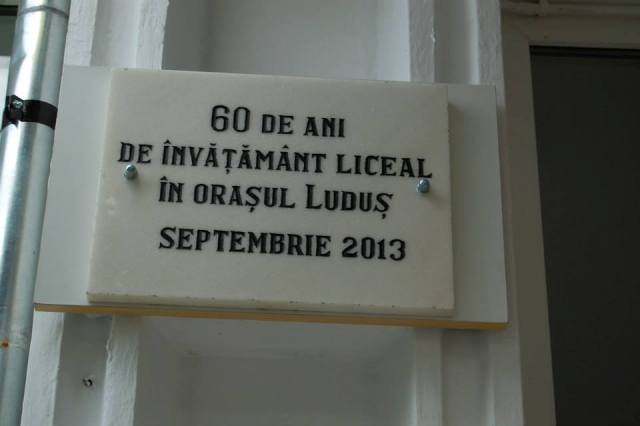 60 DE ANI
DE ÎNVĂȚĂMÂNT LICEAL
ÎN ORAȘUL LUDUȘ
SEPTEMBRIE 2013